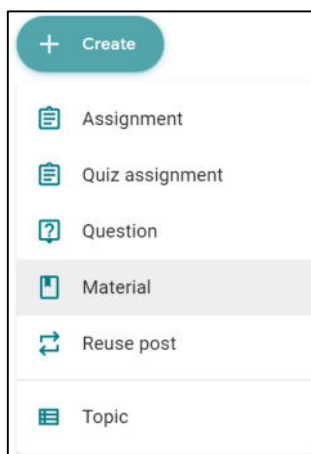 Create
Assignment
Quiz assignment
Question
Material
Reuse post
Topic